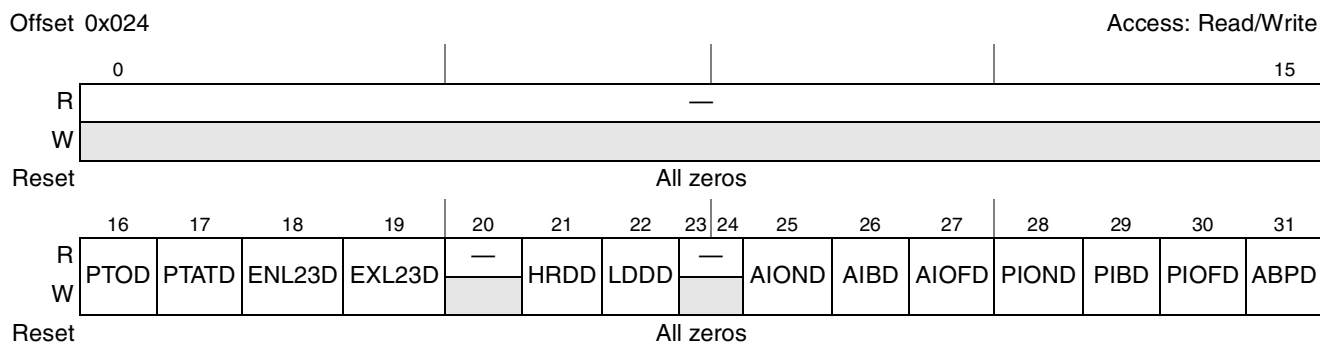 Offset 0x024 Access: Read/Write
0 15
R —
W
Reset All zeros
16 17 18 19 20 21 22 23 24 25 26 27 28 29 30 31
R PTOD PTATD ENL23D EXL23D — HRDD LDDD — AIOND AIBD AIOFD PIOND PIBD PIOFD ABPD
W
Reset All zeros